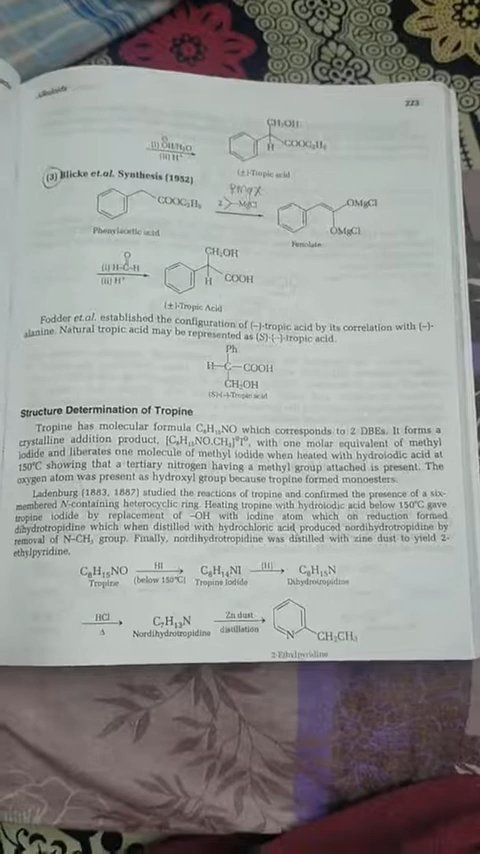 Alkaloids
223
CH₂OH
(i) OH/H₂O
(ii) H⁺
H
COOC₂H₅
(±)-Tropic acid
(3) Blicke et.al. Synthesis (1952)
COOC₂H₅
RMgX
2 MgCl
OMgCl
OMgCl
Phenylacetic acid
Fenolate
O
(i) H-C-H
(ii) H⁺
CH₂OH
H
COOH
(±)-Tropic Acid
Fodder et.al. established the configuration of (–)-tropic acid by its correlation with (–)-
alanine. Natural tropic acid may be represented as (S)-(–)-tropic acid.
Ph
H–C–COOH
CH₂OH
(S)-(–)-Tropic acid
Structure Determination of Tropine
Tropine has molecular formula C₈H₁₅NO which corresponds to 2 DBEs. It forms a
crystalline addition product, [C₈H₁₅NO.CH₃]⊕I⊖, with one molar equivalent of methyl
iodide and liberates one molecule of methyl iodide when heated with hydroiodic acid at
150°C showing that a tertiary nitrogen having a methyl group attached is present. The
oxygen atom was present as hydroxyl group because tropine formed monoesters.
Ladenburg (1883, 1887) studied the reactions of tropine and confirmed the presence of a six-
membered N-containing heterocyclic ring. Heating tropine with hydroiodic acid below 150°C gave
tropine iodide by replacement of –OH with iodine atom which on reduction formed
dihydrotropidine which when distilled with hydrochloric acid produced nordihydrotropidine by
removal of N–CH₃ group. Finally, nordihydrotropidine was distilled with zinc dust to yield 2-
ethylpyridine.
C₈H₁₅NO HI C₈H₁₄NI [H] C₈H₁₅N
Tropine (below 150°C) Tropine iodide Dihydrotropidine
HCl C₇H₁₃N Zn dust
Δ Nordihydrotropidine distillation N CH₂CH₃
2-Ethylpyridine